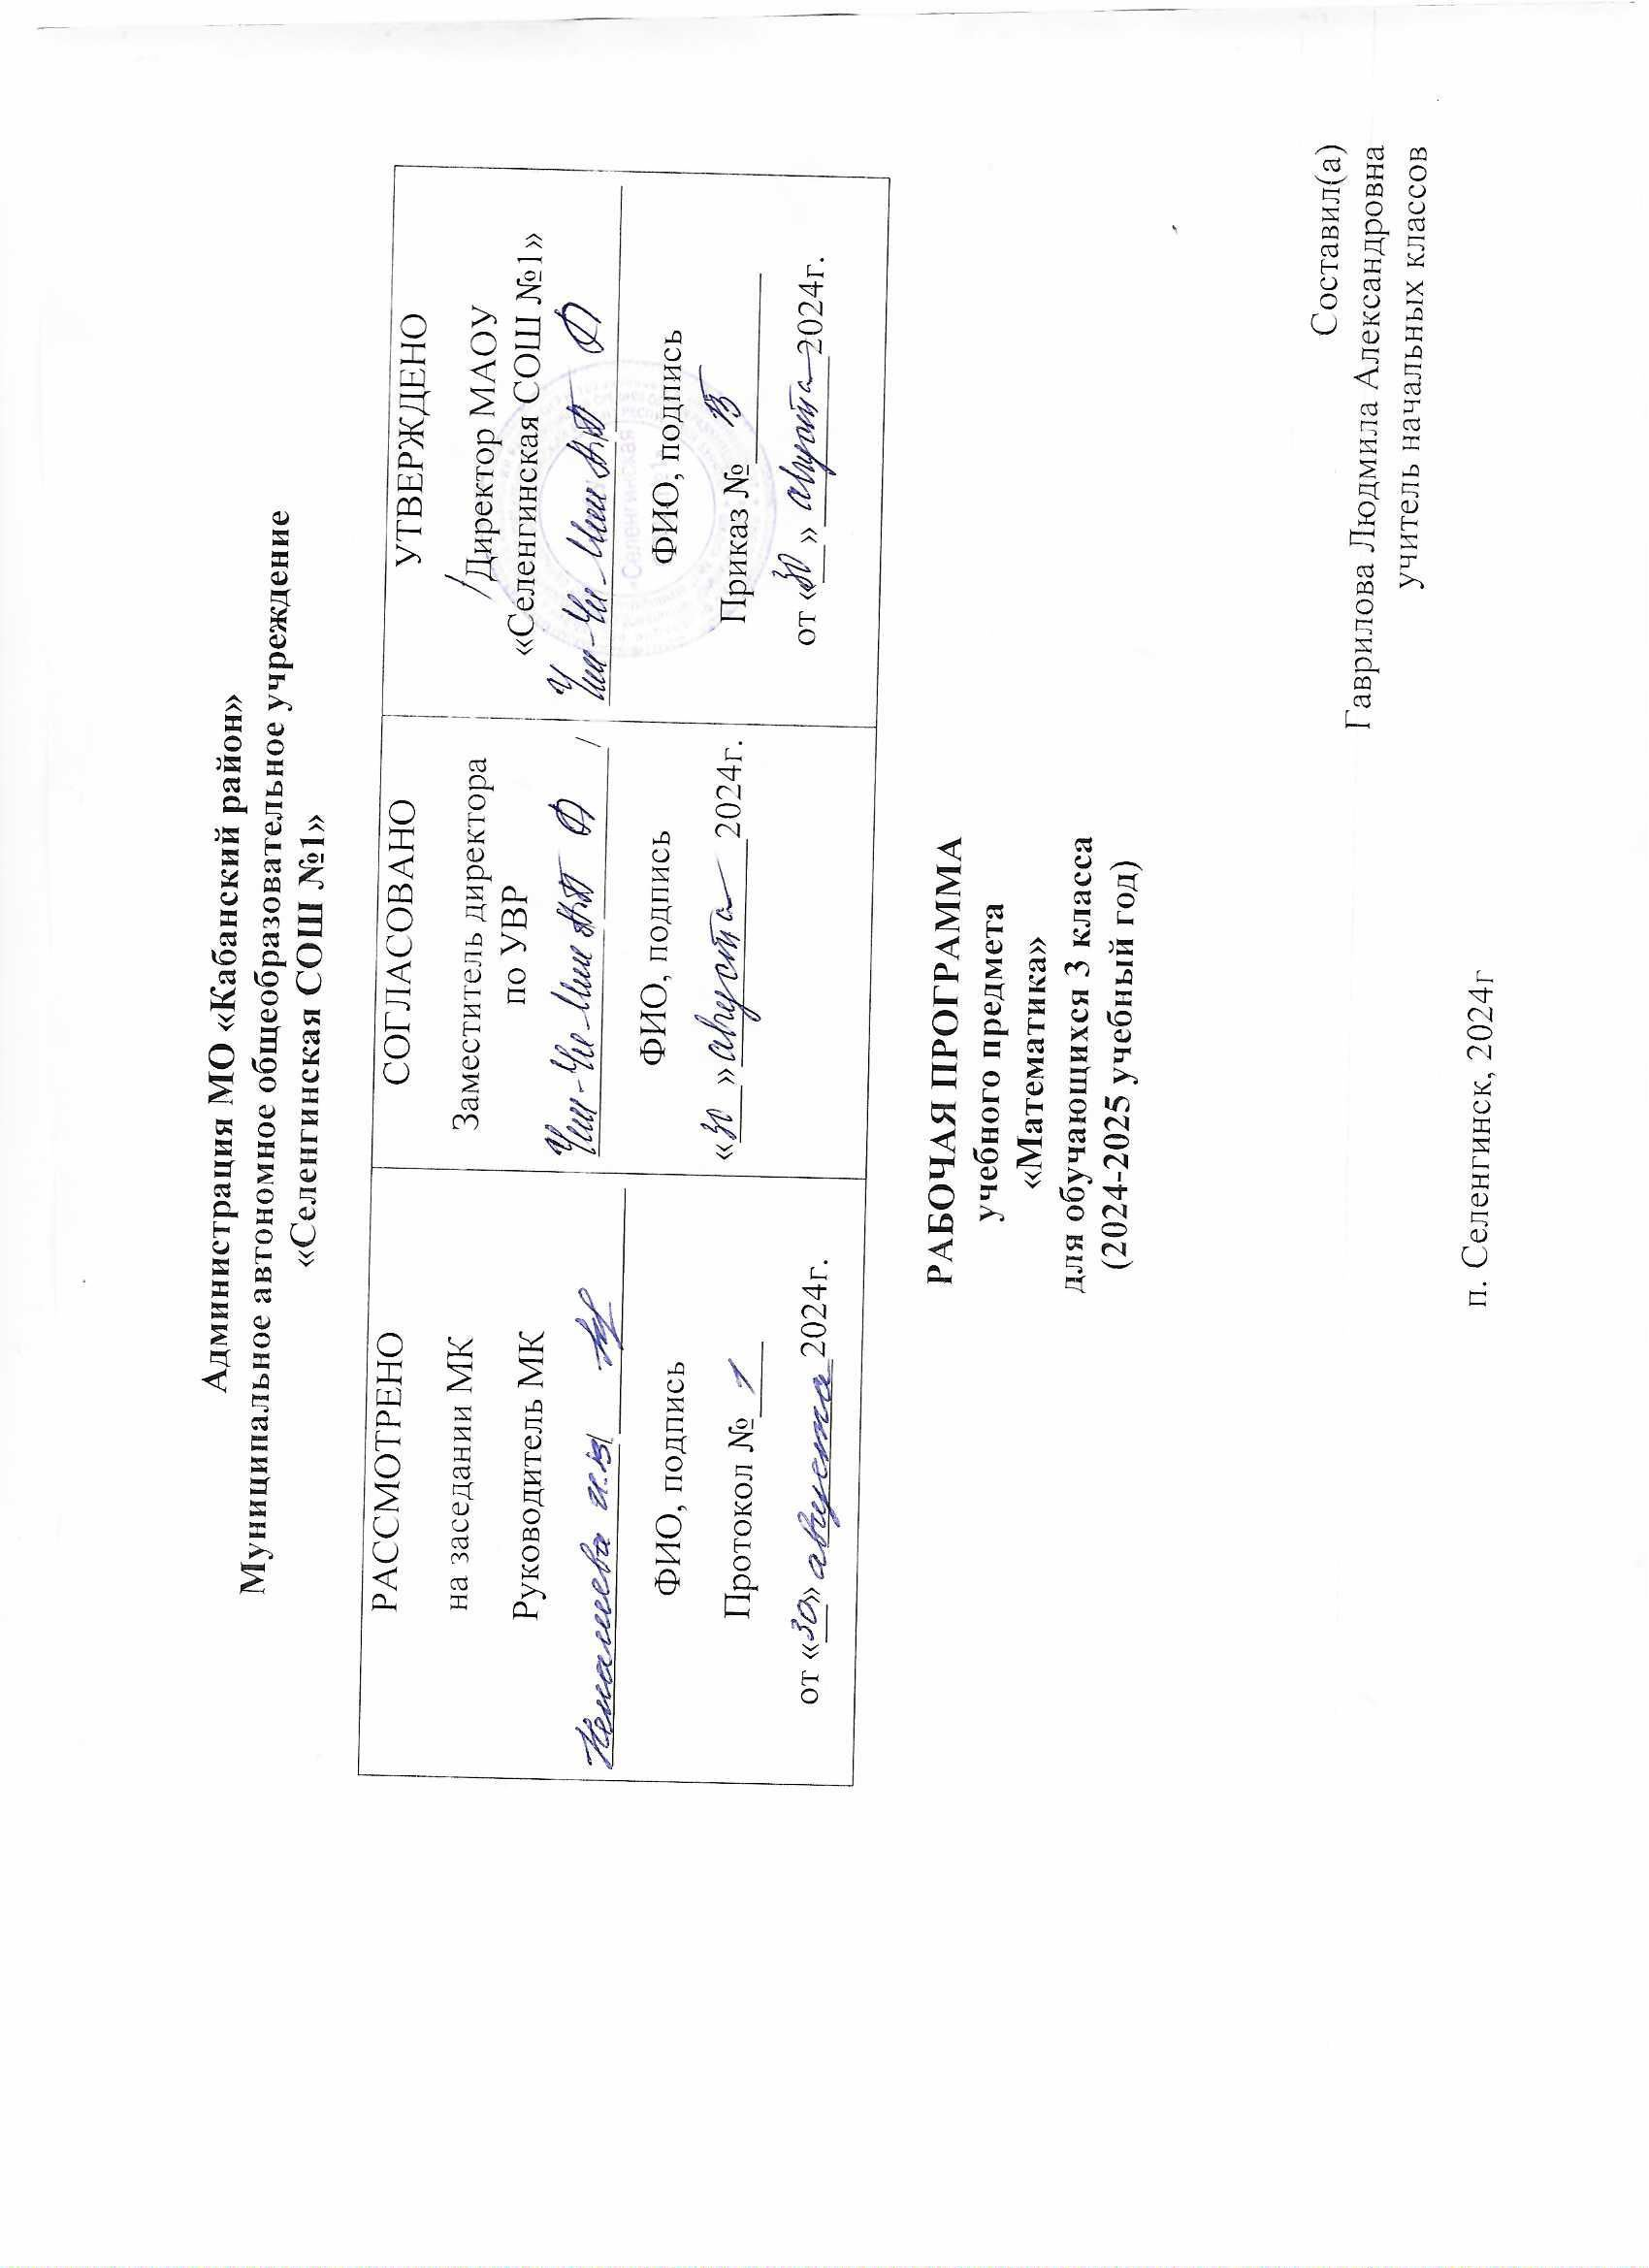 Администрация МО «Кабанский район»
Муниципальное автономное общеобразовательное учреждение
«Селенгинская СОШ №1»
РАССМОТРЕНО
на заседании МК
Руководитель МК
И.В.
ФИО, подпись
Протокол № 1
от «30» августа 2024г.
СОГЛАСОВАНО
Заместитель директора
по УВР
ФИО, подпись
«30» августа 2024г.
УТВЕРЖДЕНО
Директор МАОУ
«Селенгинская СОШ №1»
ФИО, подпись
Приказ №
от «30» августа 2024г.
РАБОЧАЯ ПРОГРАММА
учебного предмета
«Математика»
для обучающихся 3 класса
(2024-2025 учебный год)
Составил(а)
Гаврилова Людмила Александровна
учитель начальных классов
п. Селенгинск, 2024г